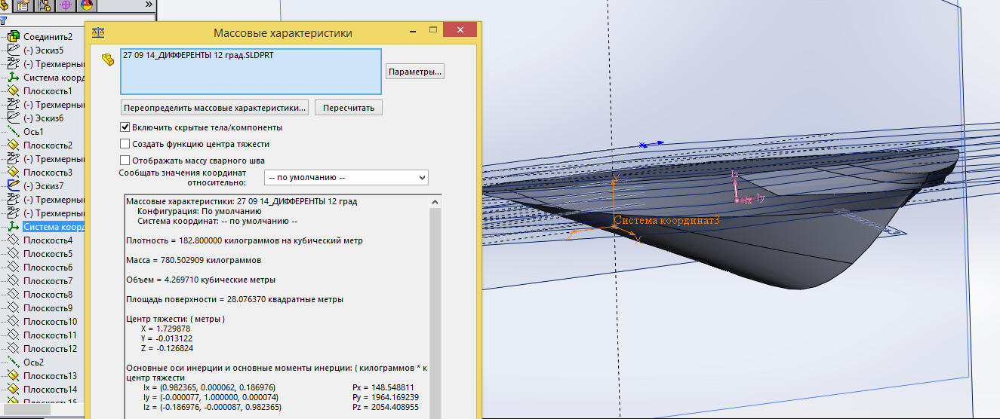 »
Соединить2
(-) Эскиз5
(-) Трехмерны
Система коорд
Плоскость1
(-) Трехмерны
(-) Эскиз6
Ось1
Плоскость2
(-) Трехмерны
Плоскость3
(-) Эскиз7
(-) Трехмерны
(-) Трехмерны
Система коорд
Плоскость4
Плоскость5
Плоскость6
Плоскость7
Плоскость8
Плоскость9
Плоскость10
Плоскость11
Плоскость12
Ось2
Плоскость13
Плоскость14
Плоскость15
Массовые характеристики
27 09 14_ДИФФЕРЕНТЫ 12 град.SLDPRT
Параметры...
Переопределить массовые характеристики...
Пересчитать
Включить скрытые тела/компоненты
Создать функцию центра тяжести
Отображать массу сварного шва
Сообщать значения координат
относительно:
-- по умолчанию --
Массовые характеристики: 27 09 14_ДИФФЕРЕНТЫ 12 град
Конфигурация: По умолчанию
Система координат: -- по умолчанию --
Плотность = 182.800000 килограммов на кубический метр
Масса = 780.502909 килограммов
Объем = 4.269710 кубические метры
Площадь поверхности = 28.076370 квадратные метры
Центр тяжести: ( метры )
X = 1.729878
Y = -0.013122
Z = -0.126824
Основные оси инерции и основные моменты инерции: ( килограммов * к
центр тяжести
Ix = (0.982365, 0.000062, 0.186976) Px = 148.548811
Iy = (-0.000077, 1.000000, 0.000074) Py = 1964.169239
Iz = (-0.186976, -0.000087, 0.982365) Pz = 2054.408955
Iz
Ix Iy
Y
Система координат3
Z
X